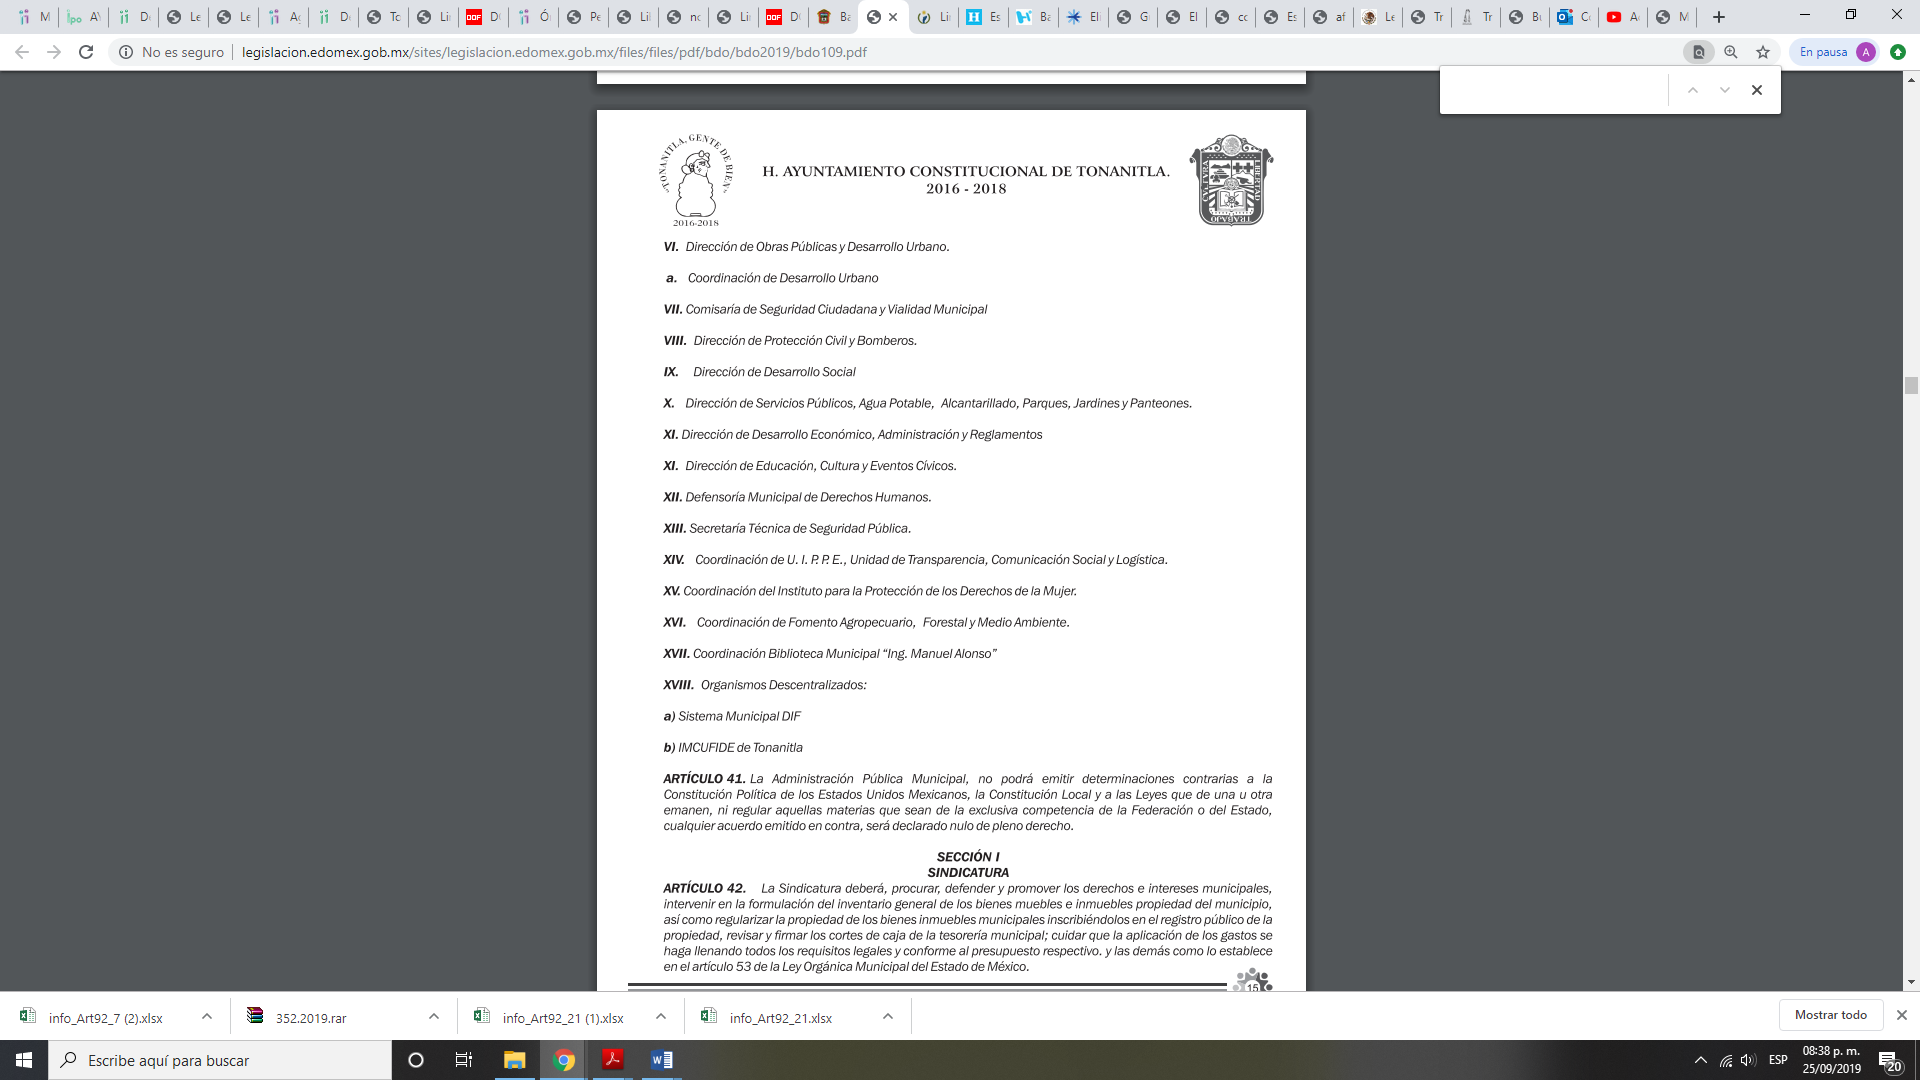 No es seguro | legislacion.edomex.gob.mx/sites/legislacion.edomex.gob.mx/files/files/pdf/bdo/bdo2019/bdo109.pdf
En pausa A
"TONANITLA, GENTE DE BIEN"
2016-2018
H. AYUNTAMIENTO CONSTITUCIONAL DE TONANITLA.
2016 - 2018
LIBERTAD
TRABAJO
VI. Dirección de Obras Públicas y Desarrollo Urbano.
a. Coordinación de Desarrollo Urbano
VII. Comisaría de Seguridad Ciudadana y Vialidad Municipal
VIII. Dirección de Protección Civil y Bomberos.
IX. Dirección de Desarrollo Social
X. Dirección de Servicios Públicos, Agua Potable, Alcantarillado, Parques, Jardines y Panteones.
XI. Dirección de Desarrollo Económico, Administración y Reglamentos
XI. Dirección de Educación, Cultura y Eventos Cívicos.
XII. Defensoría Municipal de Derechos Humanos.
XIII. Secretaría Técnica de Seguridad Pública.
XIV. Coordinación de U. I. P. P. E., Unidad de Transparencia, Comunicación Social y Logística.
XV. Coordinación del Instituto para la Protección de los Derechos de la Mujer.
XVI. Coordinación de Fomento Agropecuario, Forestal y Medio Ambiente.
XVII. Coordinación Biblioteca Municipal “Ing. Manuel Alonso”
XVIII. Organismos Descentralizados:
a) Sistema Municipal DIF
b) IMCUFIDE de Tonanitla
ARTÍCULO 41. La Administración Pública Municipal, no podrá emitir determinaciones contrarias a la
Constitución Política de los Estados Unidos Mexicanos, la Constitución Local y a las Leyes que de una u otra
emanen, ni regular aquellas materias que sean de la exclusiva competencia de la Federación o del Estado,
cualquier acuerdo emitido en contra, será declarado nulo de pleno derecho.
SECCIÓN I
SINDICATURA
ARTÍCULO 42. La Sindicatura deberá, procurar, defender y promover los derechos e intereses municipales,
intervenir en la formulación del inventario general de los bienes muebles e inmuebles propiedad del municipio,
así como regularizar la propiedad de los bienes inmuebles municipales inscribiéndolos en el registro público de la
propiedad, revisar y firmar los cortes de caja de la tesorería municipal; cuidar que la aplicación de los gastos se
haga llenando todos los requisitos legales y conforme al presupuesto respectivo. y las demás como lo establece
en el artículo 53 de la Ley Orgánica Municipal del Estado de México.
15
info_Art92_7 (2).xlsx
352.2019.rar
info_Art92_21 (1).xlsx
info_Art92_21.xlsx
Mostrar todo
Escribe aquí para buscar
ESP
08:38 p. m.
25/09/2019
20